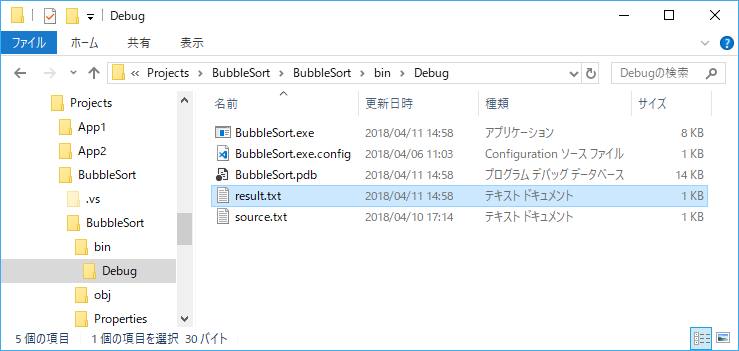 Debug
ファイル ホーム 共有 表示
« Projects > BubbleSort > BubbleSort > bin > Debug
Debugの検索
Projects
App1
App2
BubbleSort
.vs
BubbleSort
bin
Debug
obj
Properties
名前 更新日時 種類 サイズ
BubbleSort.exe 2018/04/11 14:58 アプリケーション 8 KB
BubbleSort.exe.config 2018/04/06 11:03 Configuration ソース ファイル 1 KB
BubbleSort.pdb 2018/04/11 14:58 プログラム デバッグ データベース 14 KB
result.txt 2018/04/11 14:58 テキスト ドキュメント 1 KB
source.txt 2018/04/10 17:14 テキスト ドキュメント 1 KB
5 個の項目 1 個の項目を選択 30 バイト